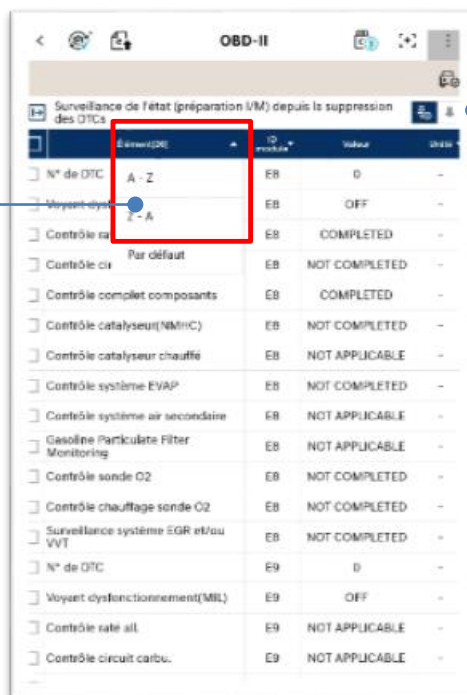 OBD-II
Surveillance de l'état (préparation I/M) depuis la suppression
des DTCs
Élément[26] ID module Valeur Unité
N° de DTC E8 0 -
A - Z
Voyant E8 OFF -
Z - A
Contrôle E8 COMPLETED -
Par défaut
Contrôle E8 NOT COMPLETED -
Contrôle complet composants E8 COMPLETED -
Contrôle catalyseur(NMHC) E8 NOT COMPLETED -
Contrôle catalyseur chauffé E8 NOT APPLICABLE -
Contrôle système EVAP E8 NOT COMPLETED -
Contrôle système air secondaire E8 NOT APPLICABLE -
Gasoline Particulate Filter
Monitoring E8 NOT APPLICABLE -
Contrôle sonde O2 E8 NOT COMPLETED -
Contrôle chauffage sonde O2 E8 NOT COMPLETED -
Surveillance système EGR et/ou
VVT E8 NOT COMPLETED -
N° de DTC E9 0 -
Voyant dysfonctionnement(MIL) E9 OFF -
Contrôle raté all. E9 NOT APPLICABLE -
Contrôle circuit carbu. E9 NOT APPLICABLE -